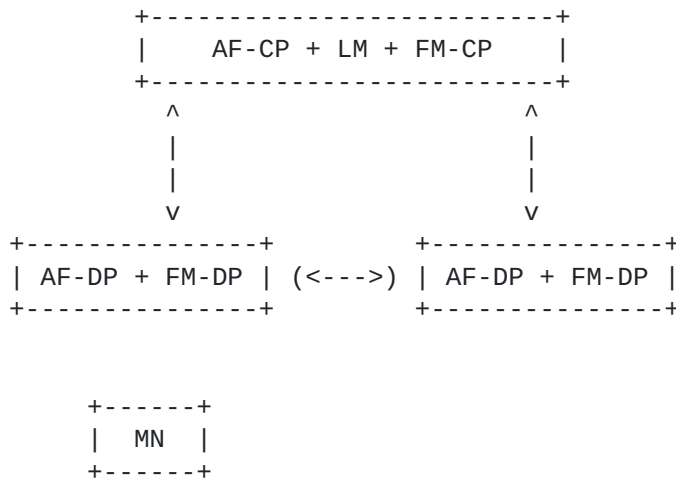 +---------------------------+
|    AF-CP + LM + FM-CP    |
+---------------------------+
^ ^
| |
| |
v v
+---------------+ +---------------+
| AF-DP + FM-DP | (<--->) | AF-DP + FM-DP |
+---------------+ +---------------+
+------+
| MN |
+------+